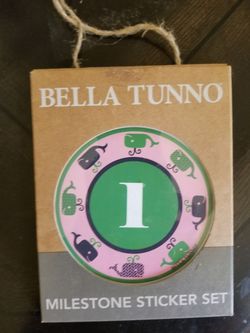 BELLA TUNNO®
1
MILESTONE STICKER SET